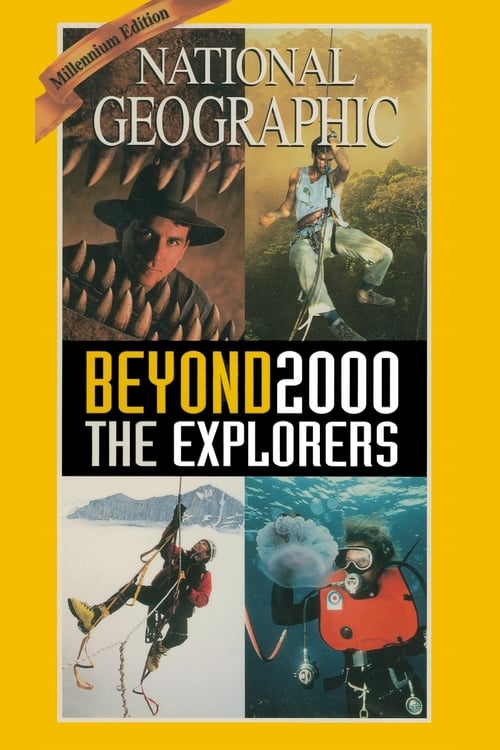 Millennium Edition
NATIONAL
GEOGRAPHIC
BEYOND2000
THE EXPLORERS